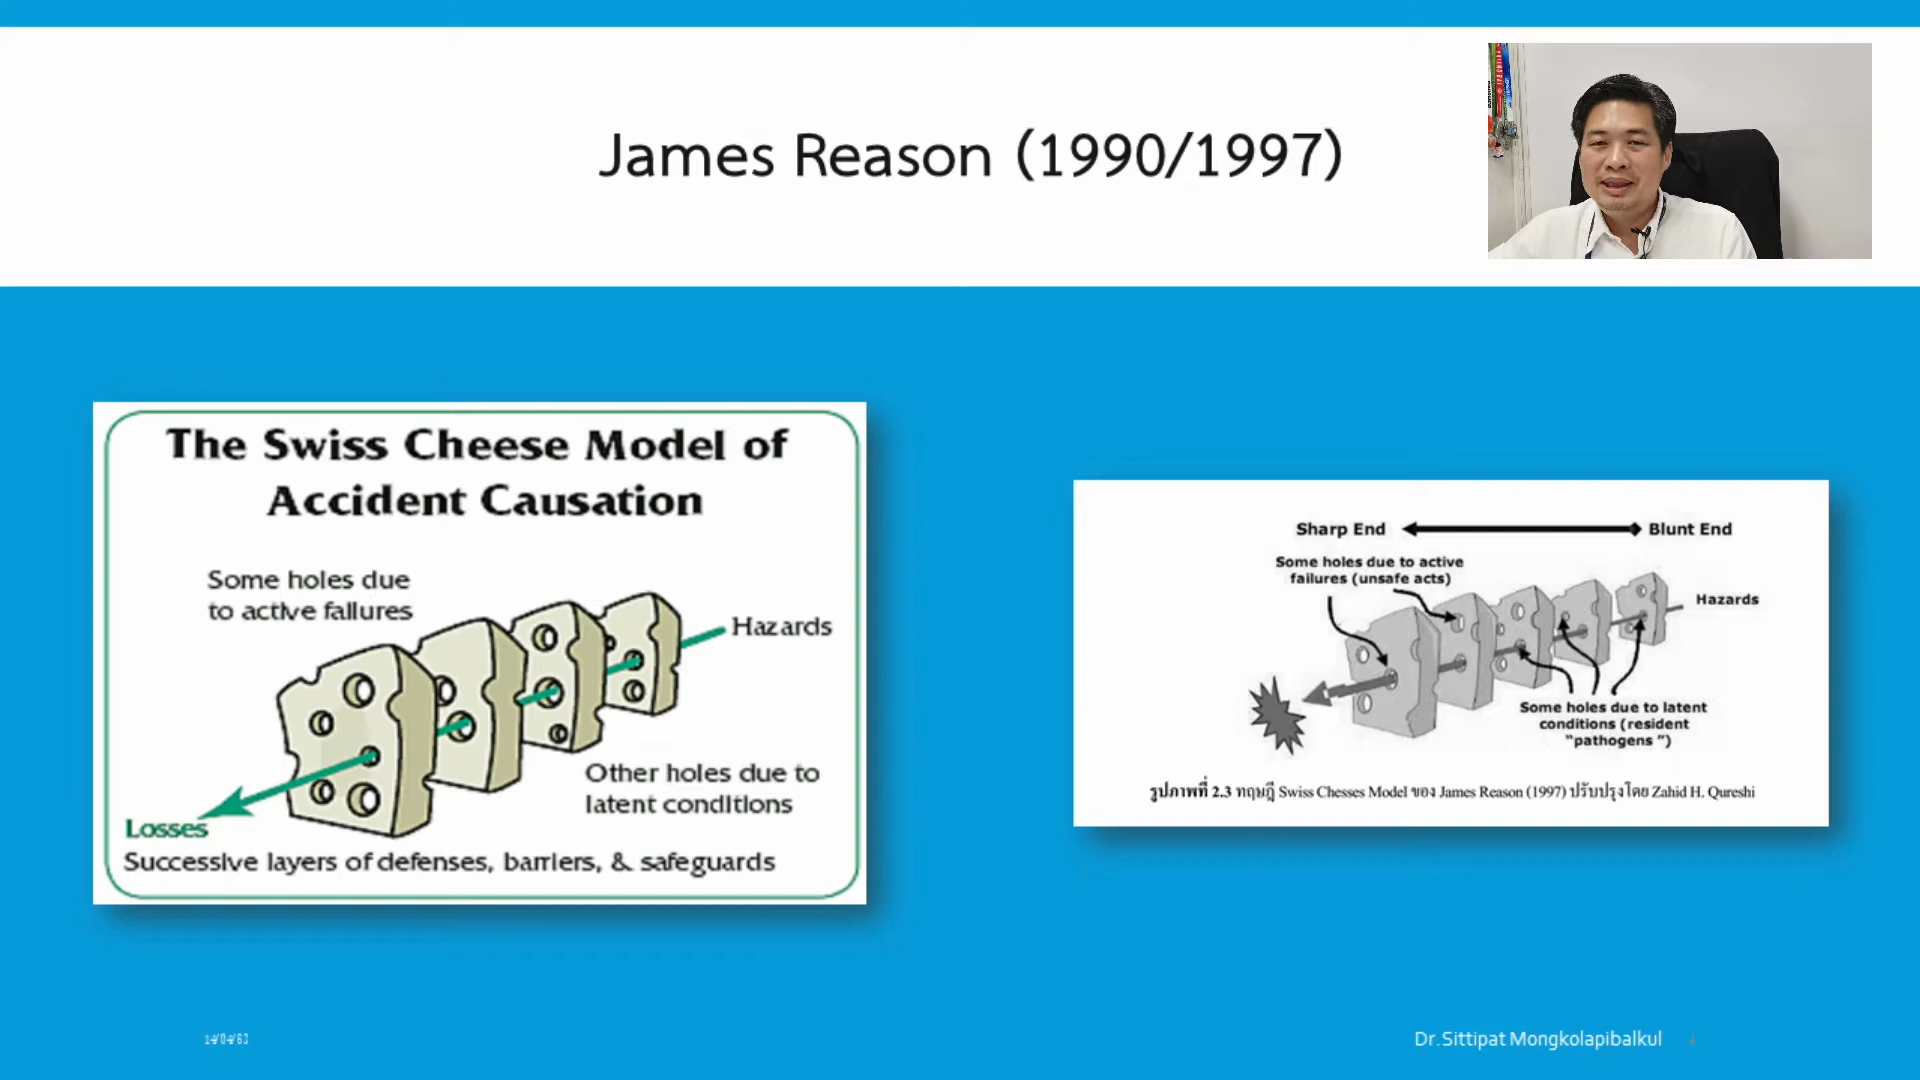 James Reason (1990/1997)
The Swiss Cheese Model of
Accident Causation
Some holes due
to active failures
Hazards
Other holes due to
latent conditions
Losses
Successive layers of defenses, barriers, & safeguards
Sharp End
Blunt End
Some holes due to active
failures (unsafe acts)
Hazards
Some holes due to latent
conditions (resident
"pathogens ")
รูปภาพที่ 2.3 ทฤษฎี Swiss Chesses Model ของ James Reason (1997) ปรับปรุงโดย Zahid H. Qureshi
14/04/63
Dr.Sittipat Mongkolapibalkul